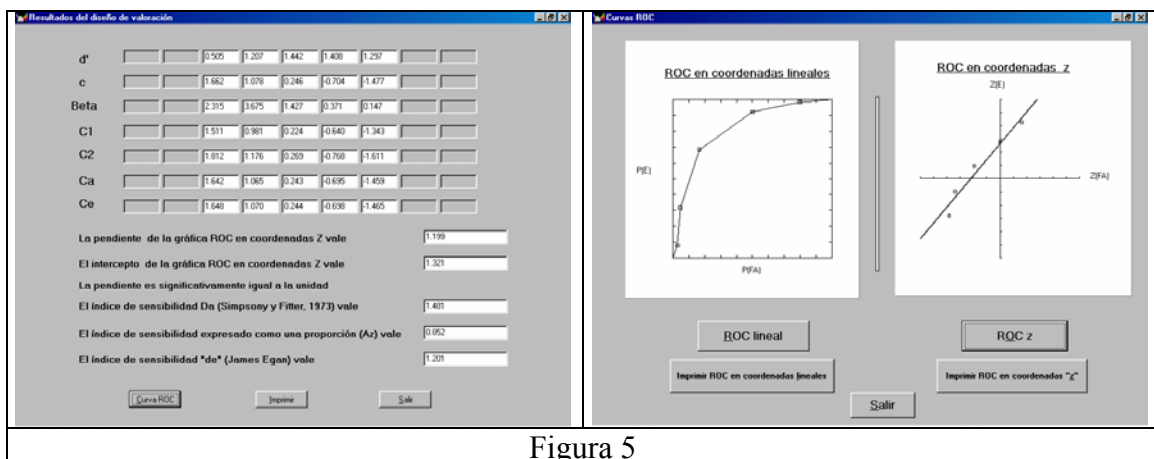 Resultados del diseño de valoración
d' 0.505 1.207 1.442 1.408 1.297
c 1.662 1.078 0.246 -0.704 -1.477
Beta 2.315 3.675 1.427 0.371 0.147
C1 1.511 0.981 0.224 -0.640 -1.343
C2 1.812 1.176 0.269 -0.768 -1.611
Ca 1.642 1.065 0.243 -0.695 -1.459
Ce 1.648 1.070 0.244 -0.698 -1.465
La pendiente de la gráfica ROC en coordenadas Z vale 1.199
El intercepto de la gráfica ROC en coordenadas Z vale 1.321
La pendiente es significativamente igual a la unidad
El índice de sensibilidad Da (Simpsony y Fitter, 1973) vale 1.481
El índice de sensibilidad expresado como una proporción (Az) vale 0.852
El índice de sensibilidad "de" (James Egan) vale 1.201
Curva ROC Imprimir Salir
Curvas ROC
ROC en coordenadas lineales
P(E)
P(FA)
ROC en coordenadas z
Z(E)
Z(FA)
ROC lineal
ROC z
Imprimir ROC en coordenadas lineales
Imprimir ROC en coordenadas "z"
Salir
Figura 5